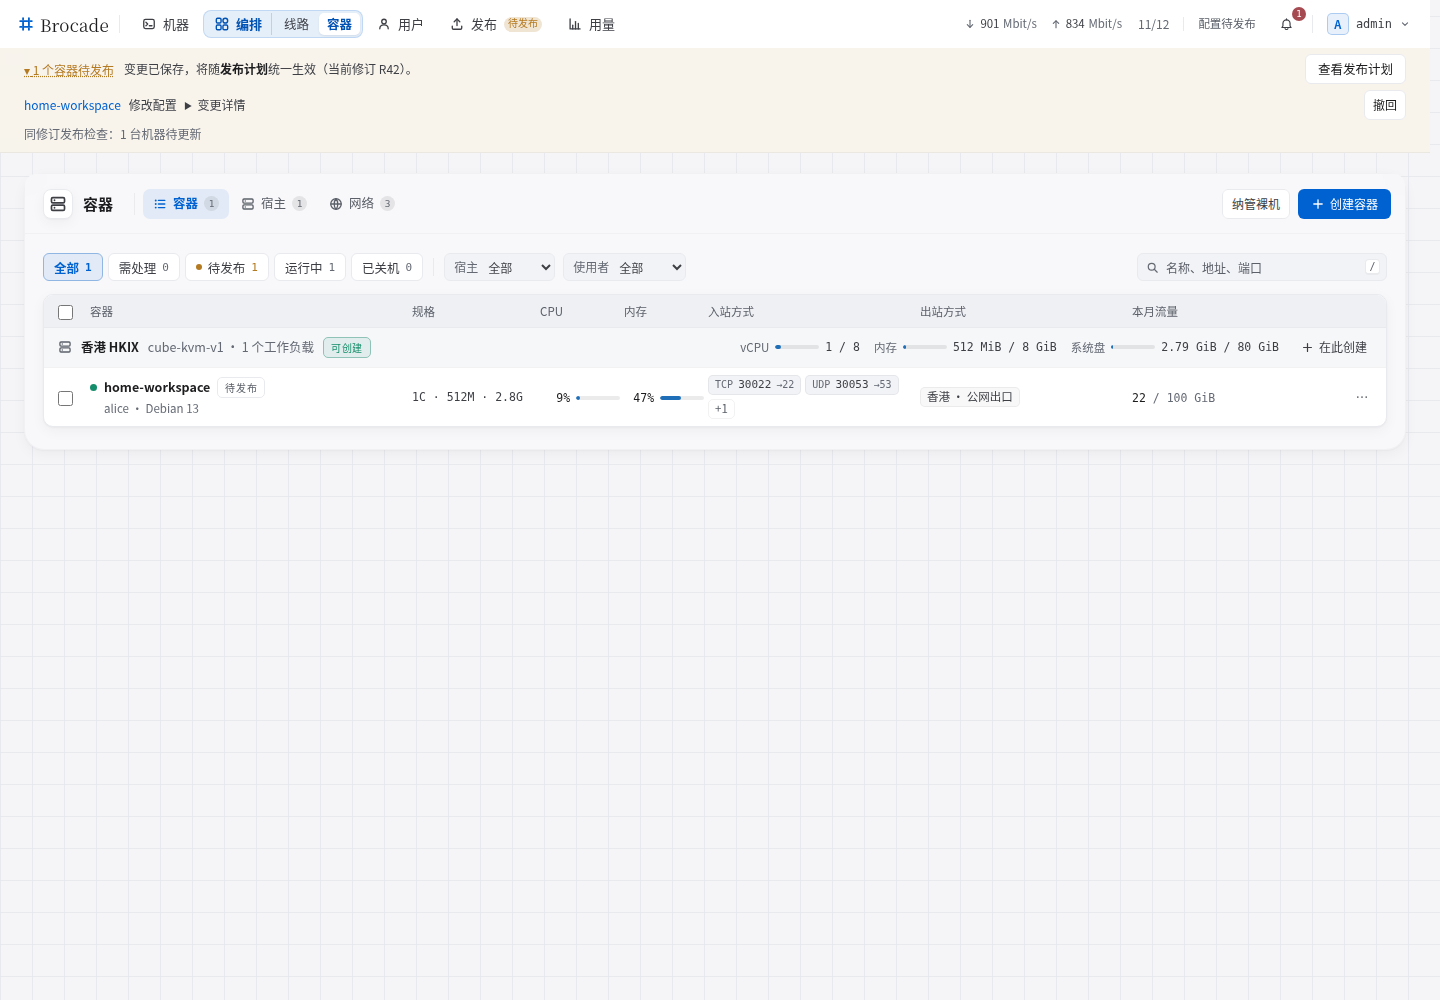 Brocade 机器 编排 线路 容器 用户 发布 待发布 用量 ↓ 901 Mbit/s ↑ 834 Mbit/s 11/12 配置待发布 1 A admin
▾ 1 个容器待发布 变更已保存，将随发布计划统一生效（当前修订 R42）。 查看发布计划
home-workspace 修改配置 ▶ 变更详情 撤回
同修订发布检查：1 台机器待更新
容器 容器 1 宿主 1 网络 3 纳管裸机 + 创建容器
全部 1 需处理 0 待发布 1 运行中 1 已关机 0 宿主 全部 使用者 全部 名称、地址、端口 /
容器 规格 CPU 内存 入站方式 出站方式 本月流量
香港 HKIX cube-kvm-v1 · 1 个工作负载 可创建 vCPU 1 / 8 内存 512 MiB / 8 GiB 系统盘 2.79 GiB / 80 GiB + 在此创建
home-workspace 待发布 1C · 512M · 2.8G 9% 47% TCP 30022 →22 UDP 30053 →53 香港 · 公网出口 22 / 100 GiB ···
alice · Debian 13 +1